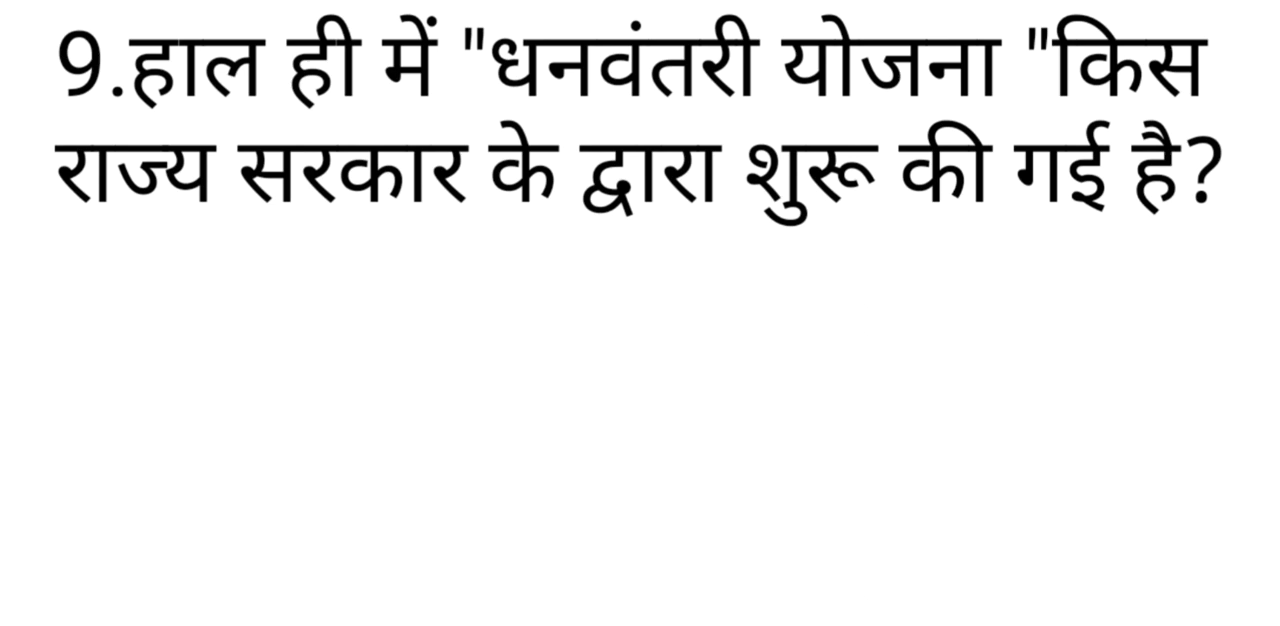 9.हाल ही में "धनवंतरी योजना "किस
राज्य सरकार के द्वारा शुरू की गई है?